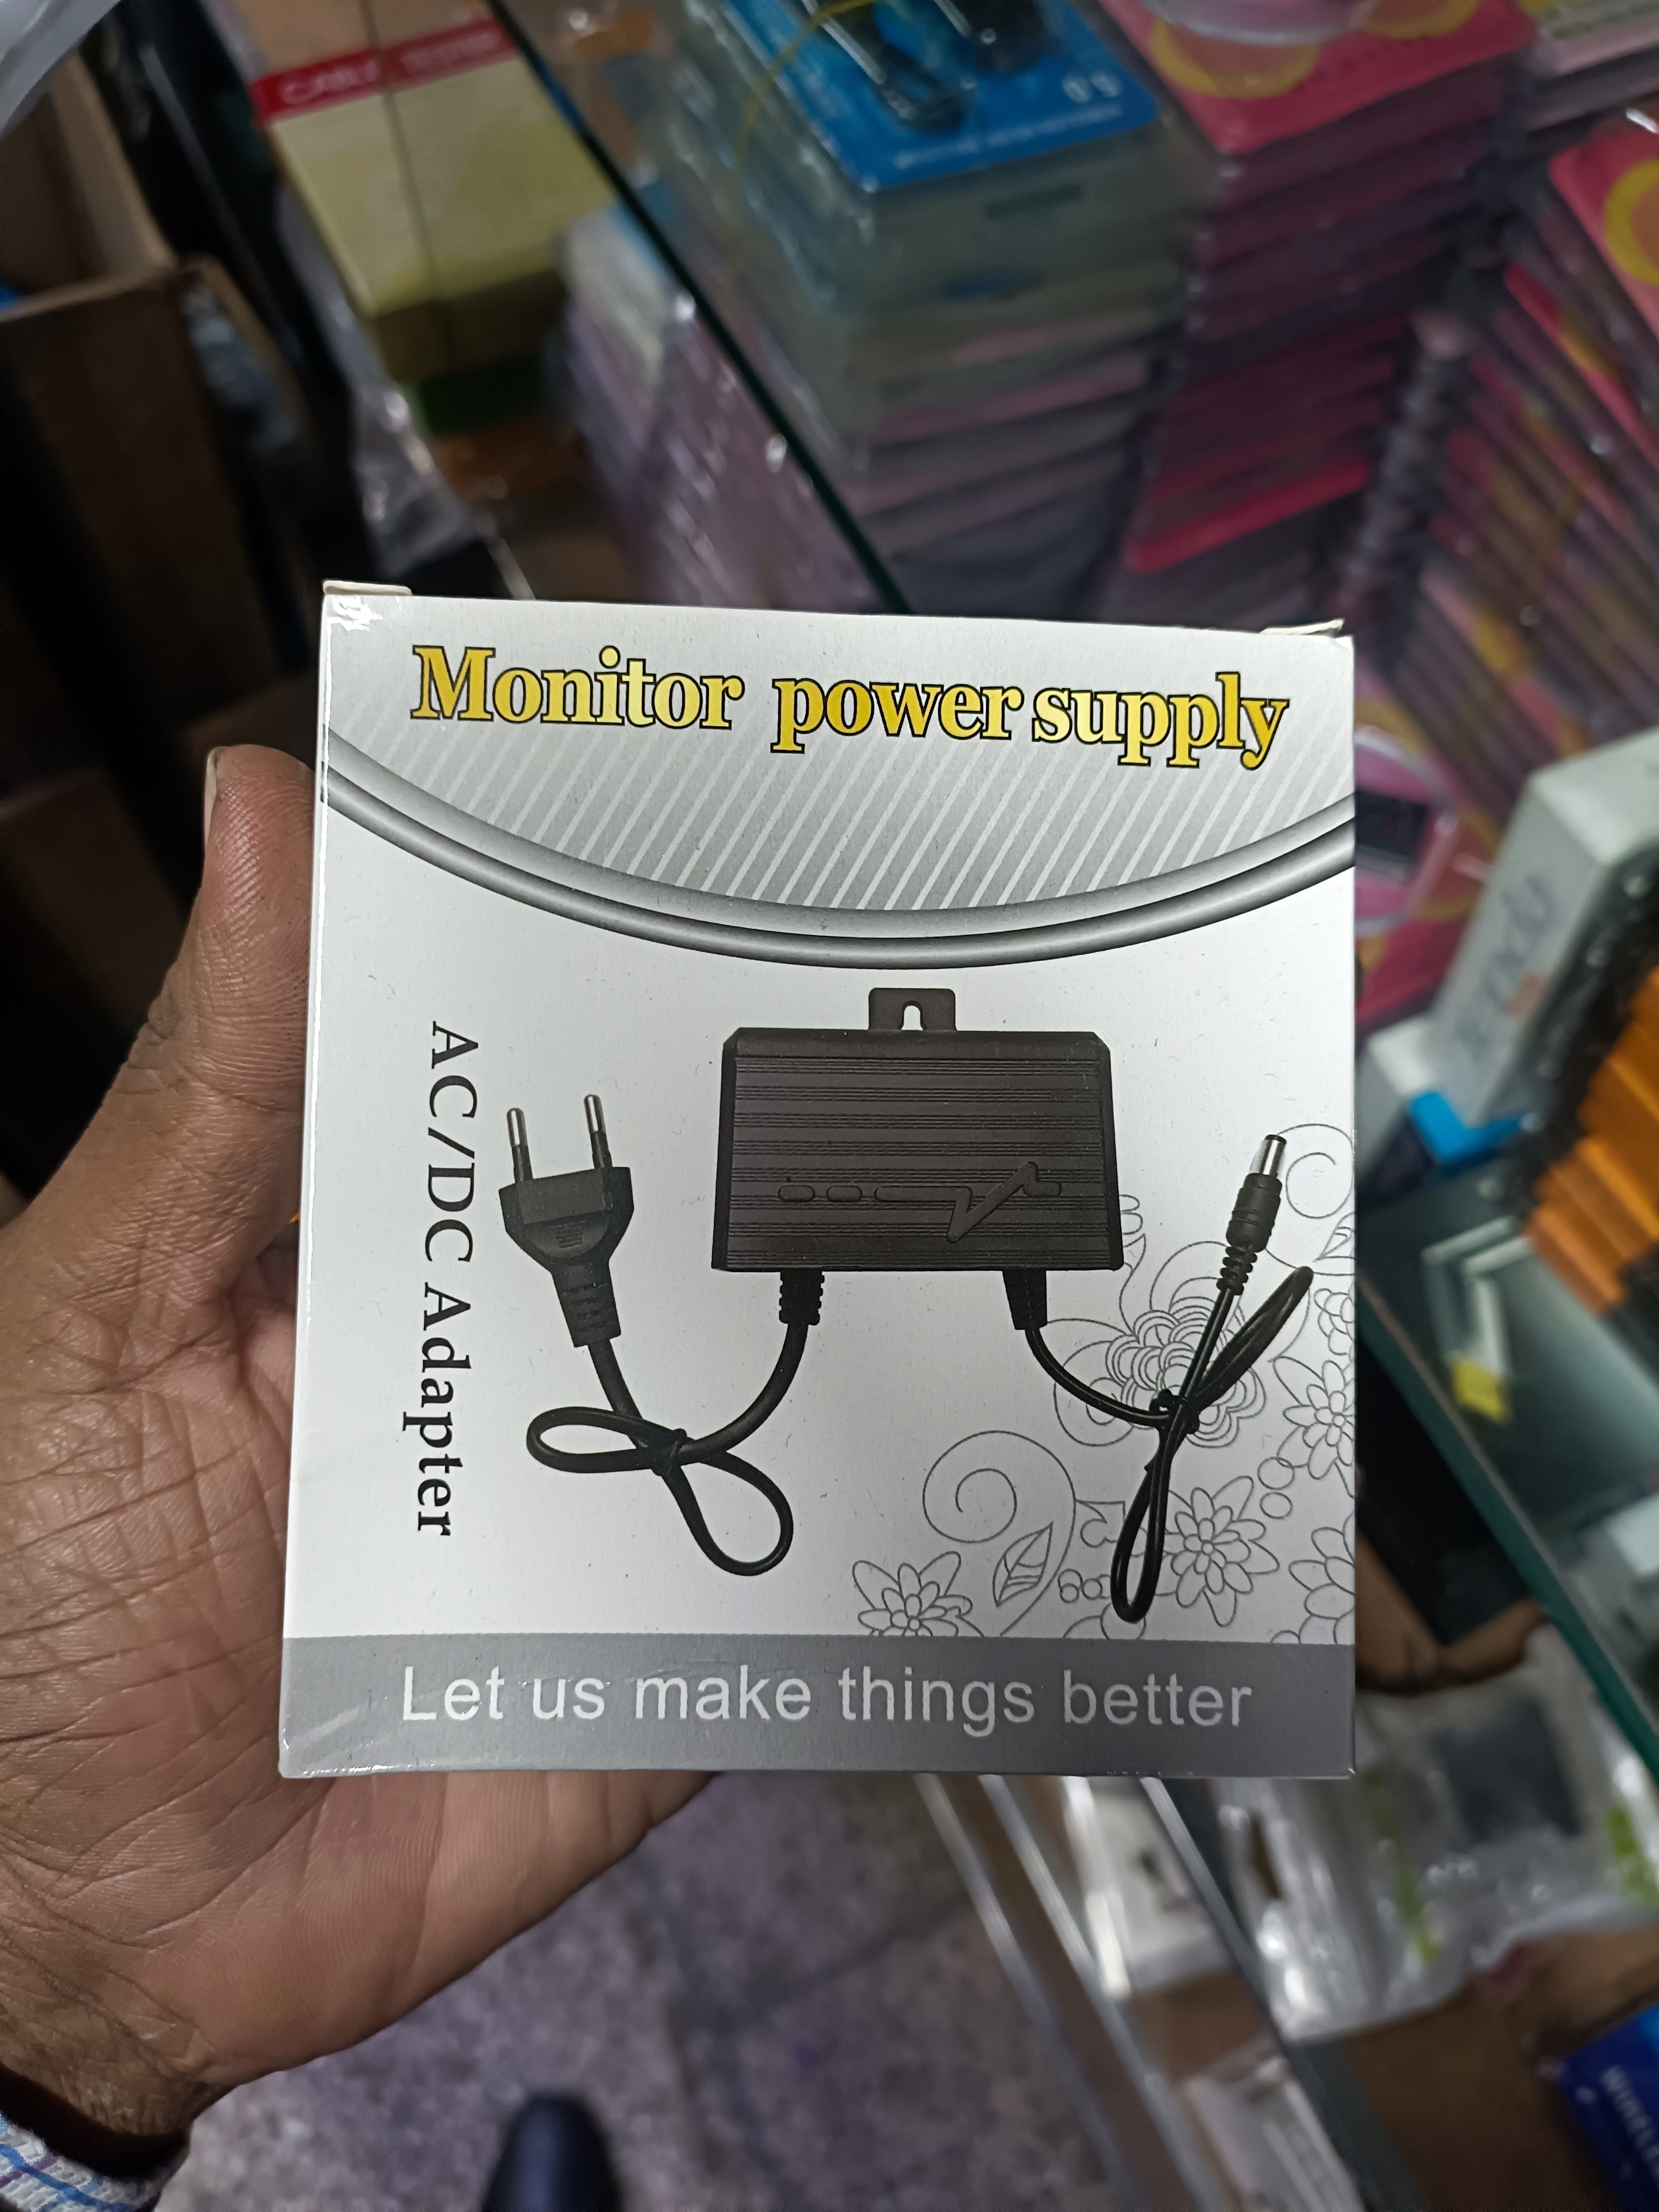 Monitor power supply
AC/DC Adapter
Let us make things better